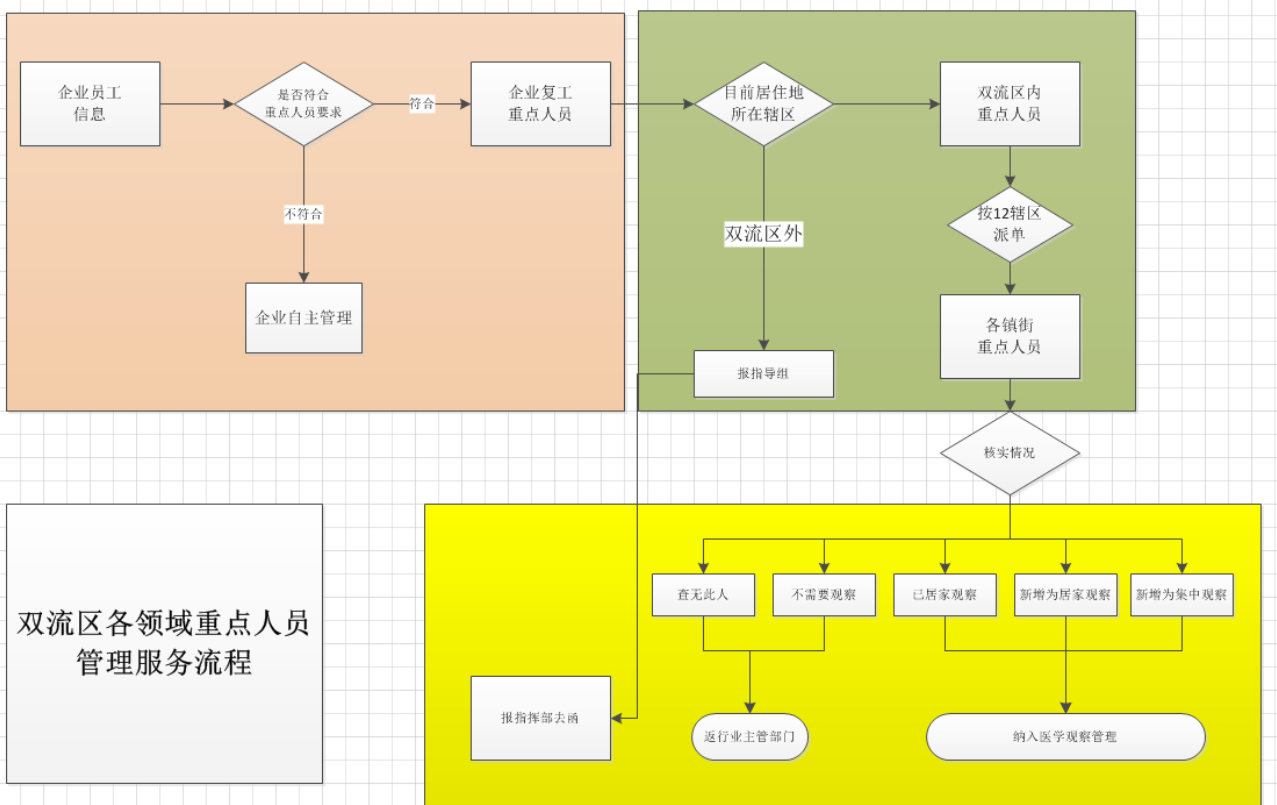 企业员工
信息
是否符合
重点人员要求
符合
企业复工
重点人员
不符合
企业自主管理
目前居住地
所在辖区
双流区内
重点人员
双流区外
按12辖区
派单
各镇街
重点人员
报指导组
核实情况
查无此人
不需要观察
已居家观察
新增为居家观察
新增为集中观察
报指挥部去函
返行业主管部门
纳入医学观察管理
双流区各领域重点人员
管理服务流程